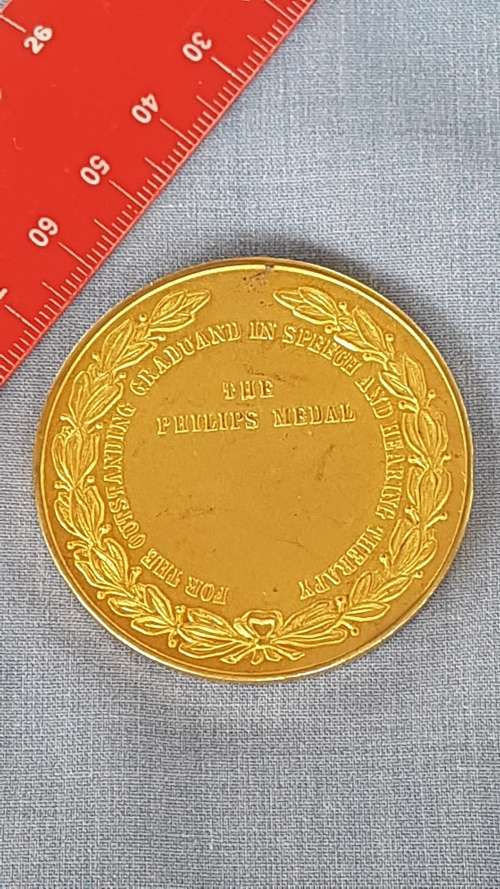 26
30
40
50
60
FOR THE OUTSTANDING GRADUAND IN SPEECH AND HEARING THERAPY
THE
PHILIPS MEDAL